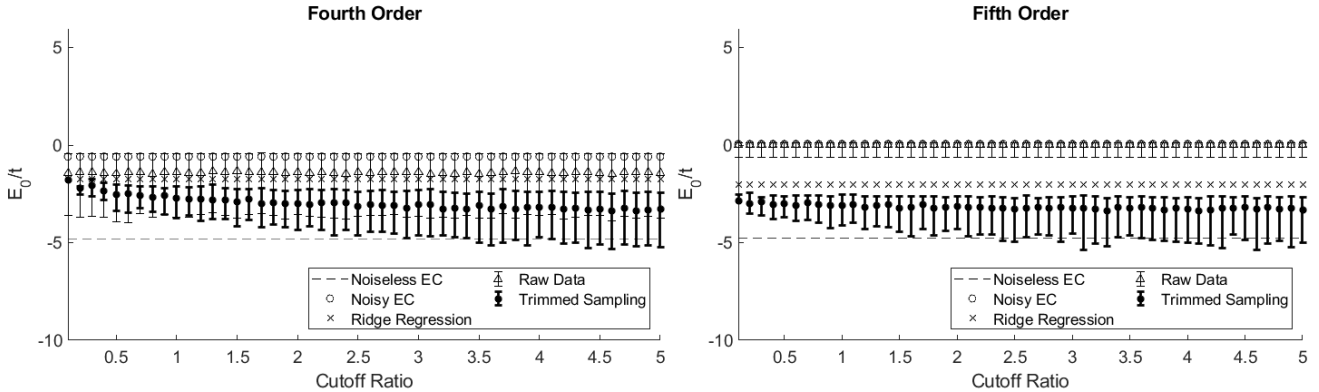 Fourth Order
5
0
-5
-10
E0/t
0.5 1 1.5 2 2.5 3 3.5 4 4.5 5
Cutoff Ratio
Noiseless EC
Noisy EC
Ridge Regression
Raw Data
Trimmed Sampling
Fifth Order
5
0
-5
-10
E0/t
0.5 1 1.5 2 2.5 3 3.5 4 4.5 5
Cutoff Ratio
Noiseless EC
Noisy EC
Ridge Regression
Raw Data
Trimmed Sampling